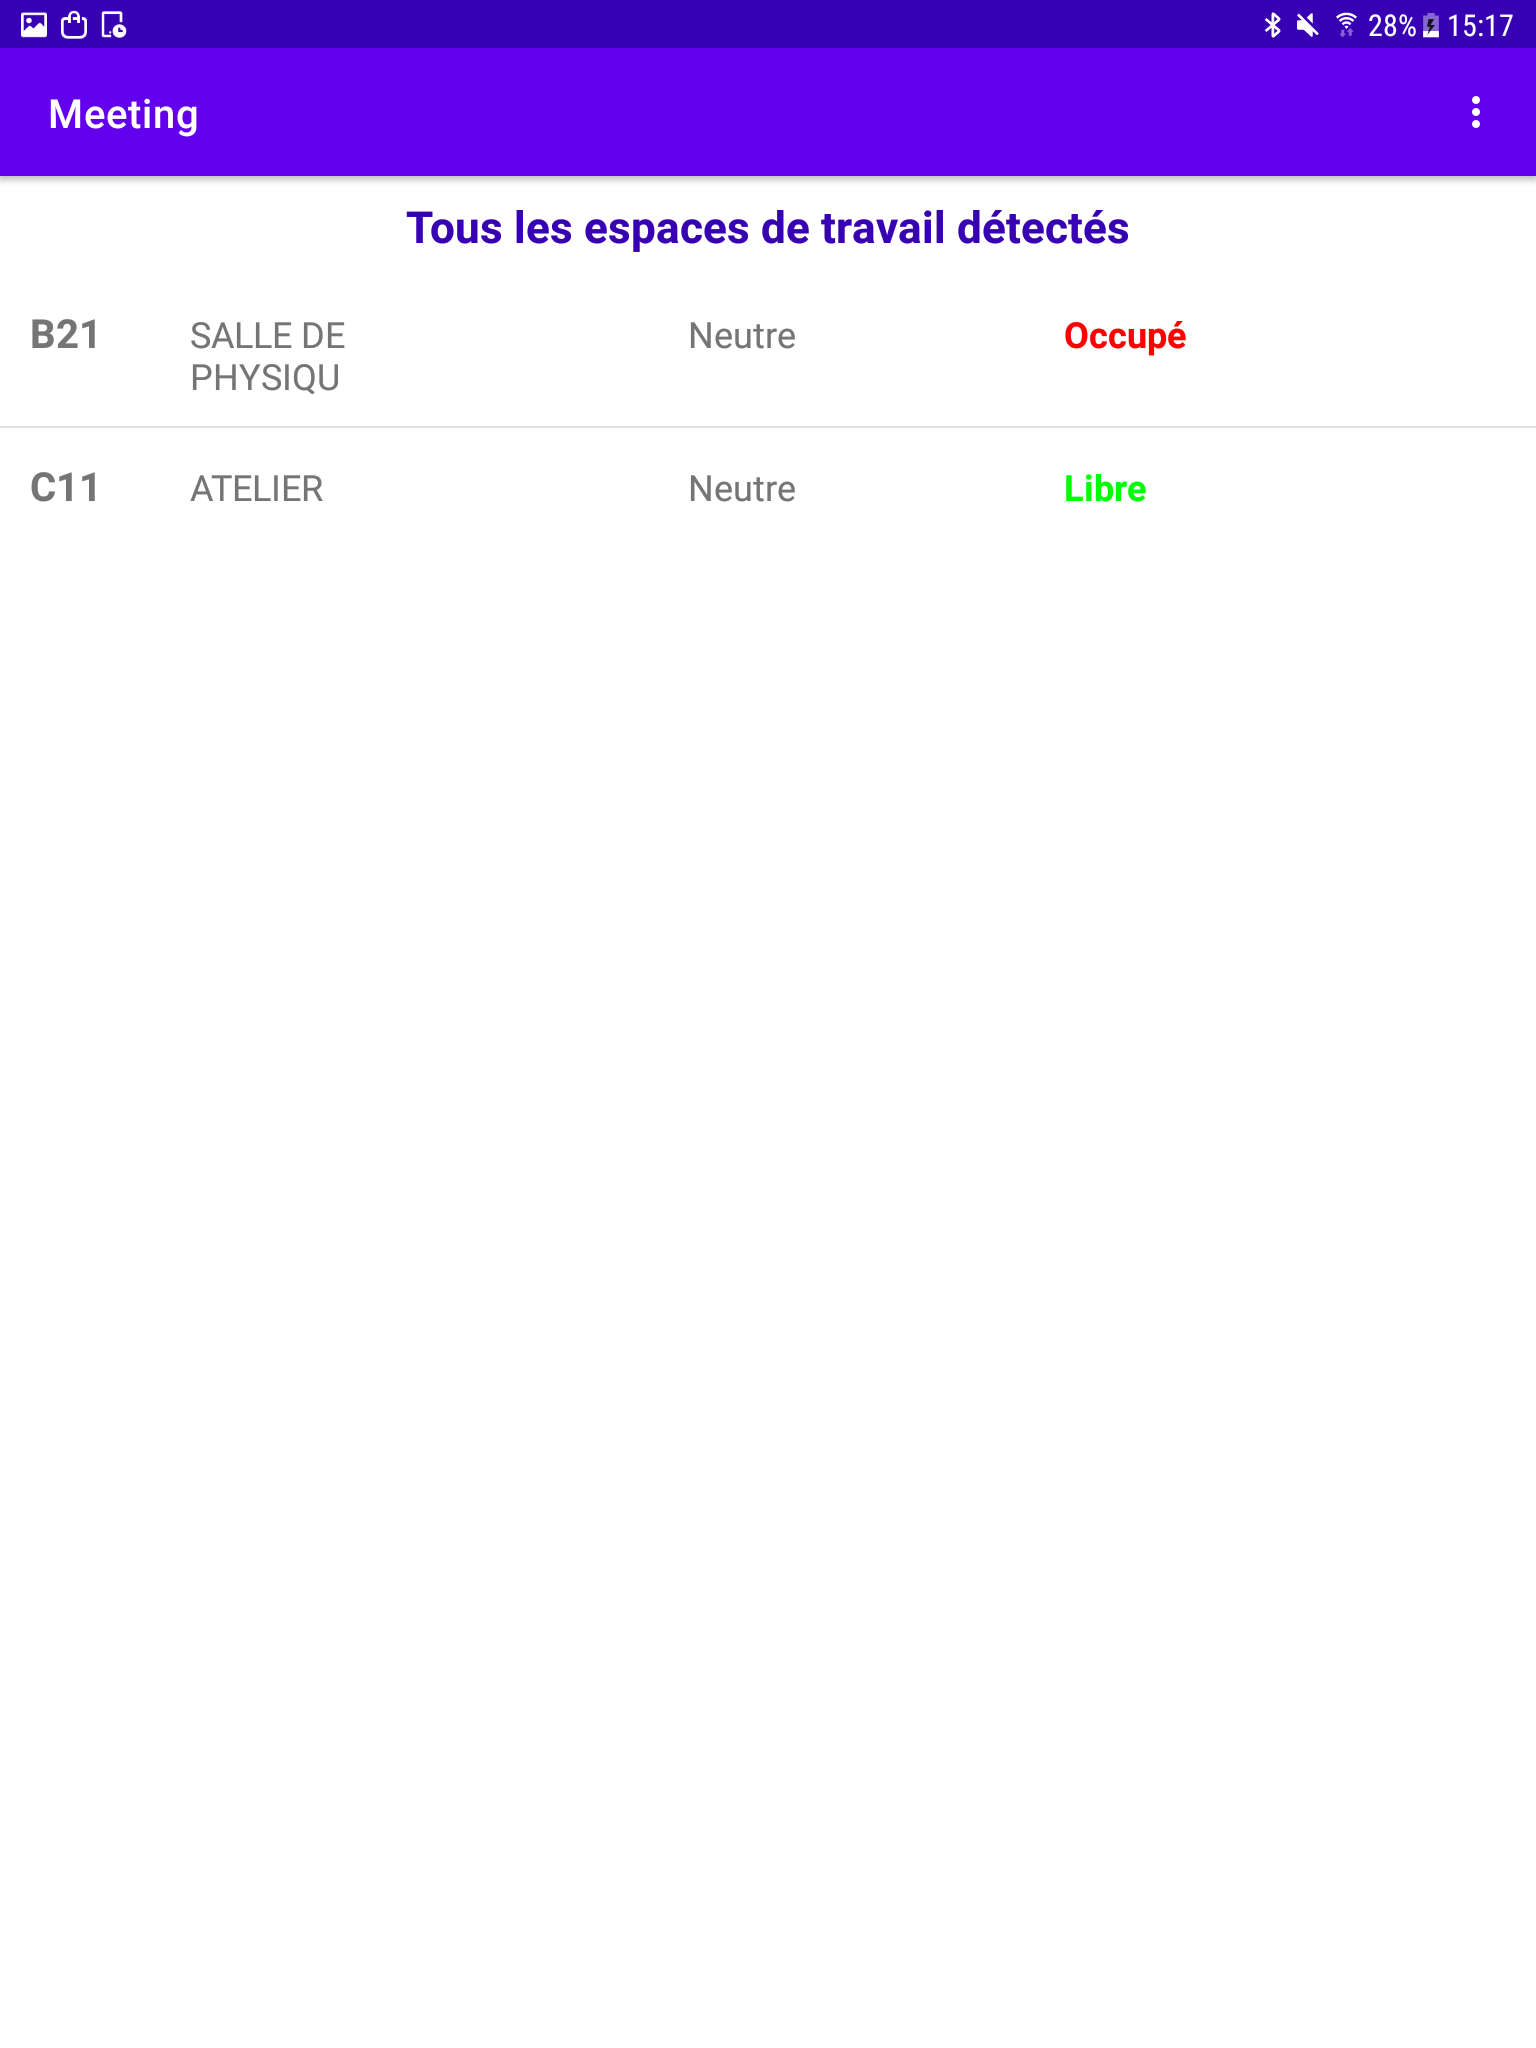 28% 15:17
Meeting
Tous les espaces de travail détectés
B21 SALLE DE Neutre Occupé
PHYSIQU
C11 ATELIER Neutre Libre